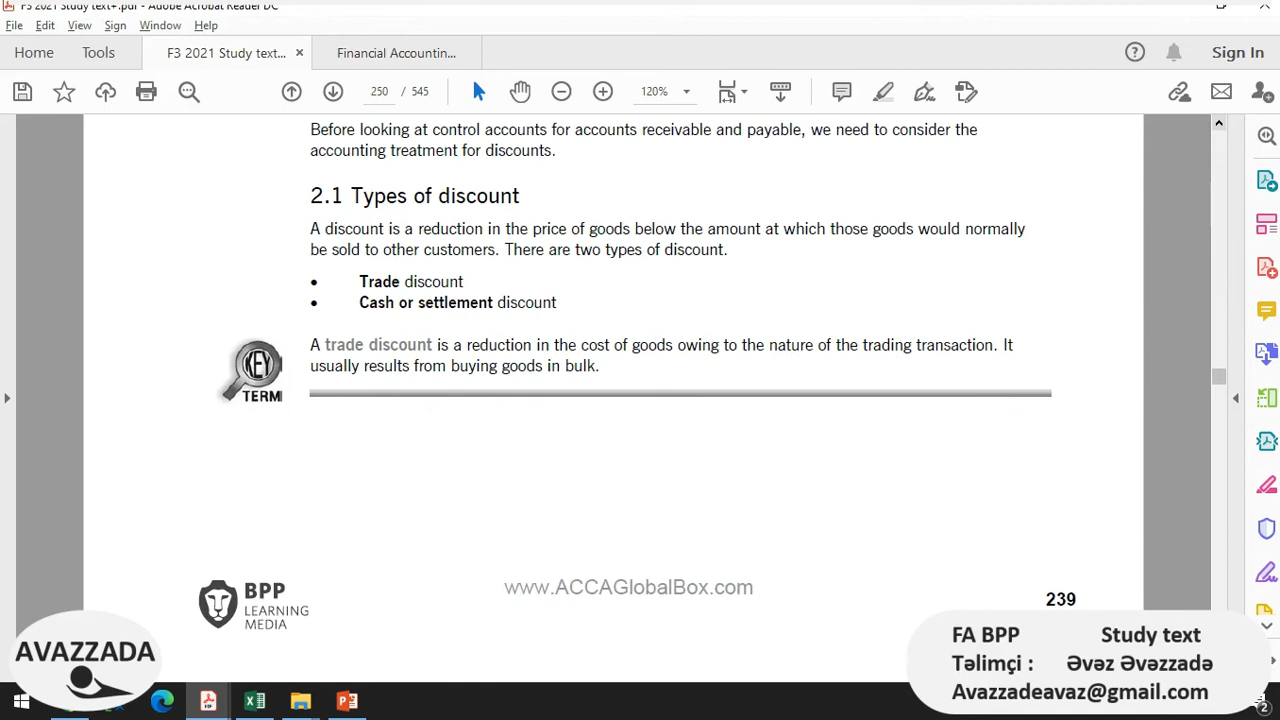 F3 2021 Study text+.pdf - Adobe Acrobat Reader DC
File Edit View Sign Window Help
Home Tools F3 2021 Study text... × Financial Accountin... Sign In
250 / 545 120%
Before looking at control accounts for accounts receivable and payable, we need to consider the
accounting treatment for discounts.
2.1 Types of discount
A discount is a reduction in the price of goods below the amount at which those goods would normally
be sold to other customers. There are two types of discount.
• Trade discount
• Cash or settlement discount
A trade discount is a reduction in the cost of goods owing to the nature of the trading transaction. It
usually results from buying goods in bulk.
KEY
TERM
www.ACCAGlobalBox.com
BPP
LEARNING
MEDIA
239
AVAZZADA
FA BPP Study text
Təlimçi : Əvəz Əvəzzadə
Avazzadeavaz@gmail.com
2